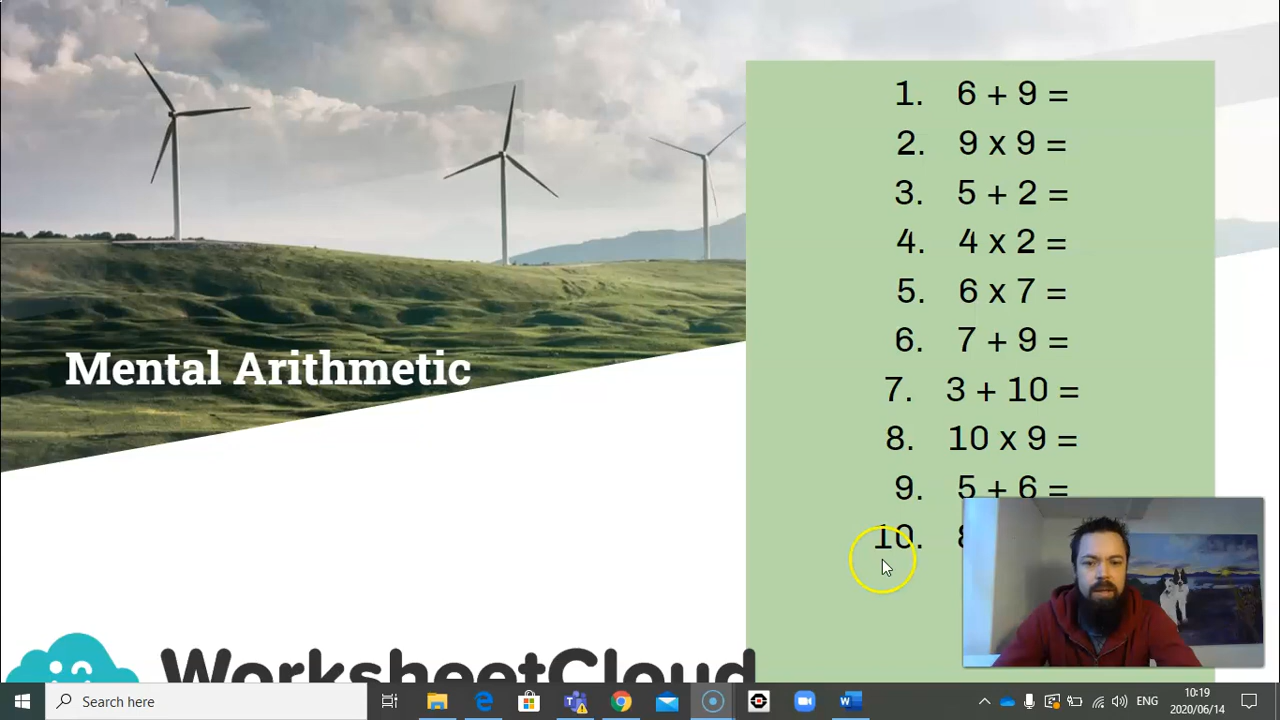 1. 6 + 9 =
2. 9 x 9 =
3. 5 + 2 =
4. 4 x 2 =
5. 6 x 7 =
6. 7 + 9 =
7. 3 + 10 =
8. 10 x 9 =
9. 5 + 6 =
10.
Mental Arithmetic
WorksheetCloud
Search here
ENG
10:19
2020/06/14